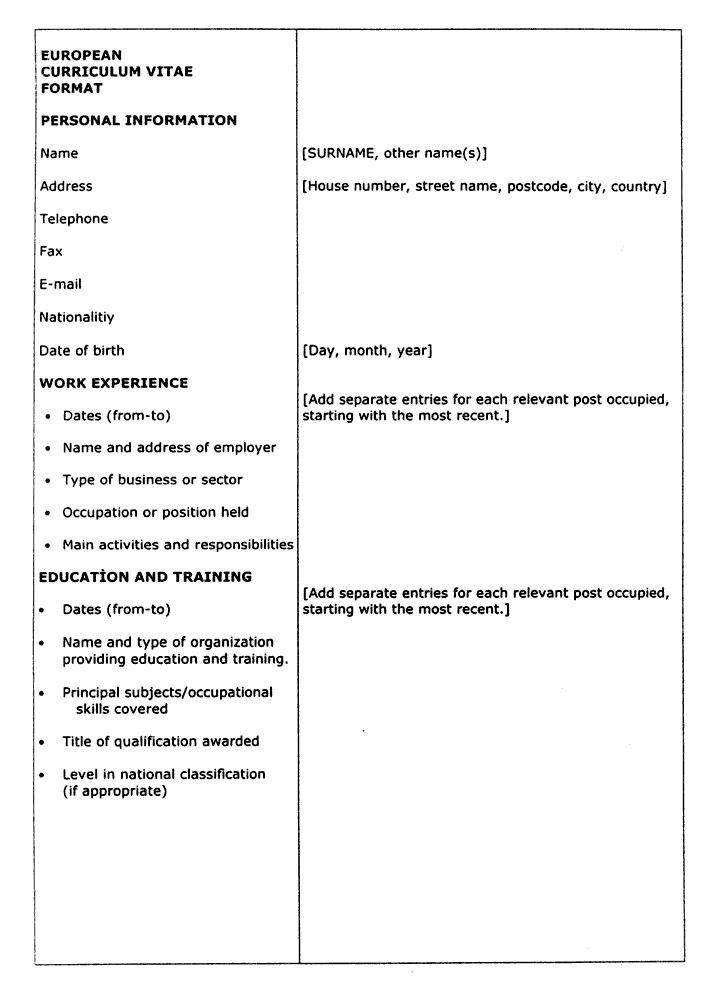 EUROPEAN
CURRICULUM VITAE
FORMAT
PERSONAL INFORMATION
Name
[SURNAME, other name(s)]
Address
[House number, street name, postcode, city, country]
Telephone
Fax
E-mail
Nationalitiy
Date of birth
[Day, month, year]
WORK EXPERIENCE
[Add separate entries for each relevant post occupied,
starting with the most recent.]
• Dates (from-to)
• Name and address of employer
• Type of business or sector
• Occupation or position held
• Main activities and responsibilities
EDUCATİON AND TRAINING
[Add separate entries for each relevant post occupied,
starting with the most recent.]
• Dates (from-to)
• Name and type of organization
providing education and training.
• Principal subjects/occupational
skills covered
• Title of qualification awarded
• Level in national classification
(if appropriate)